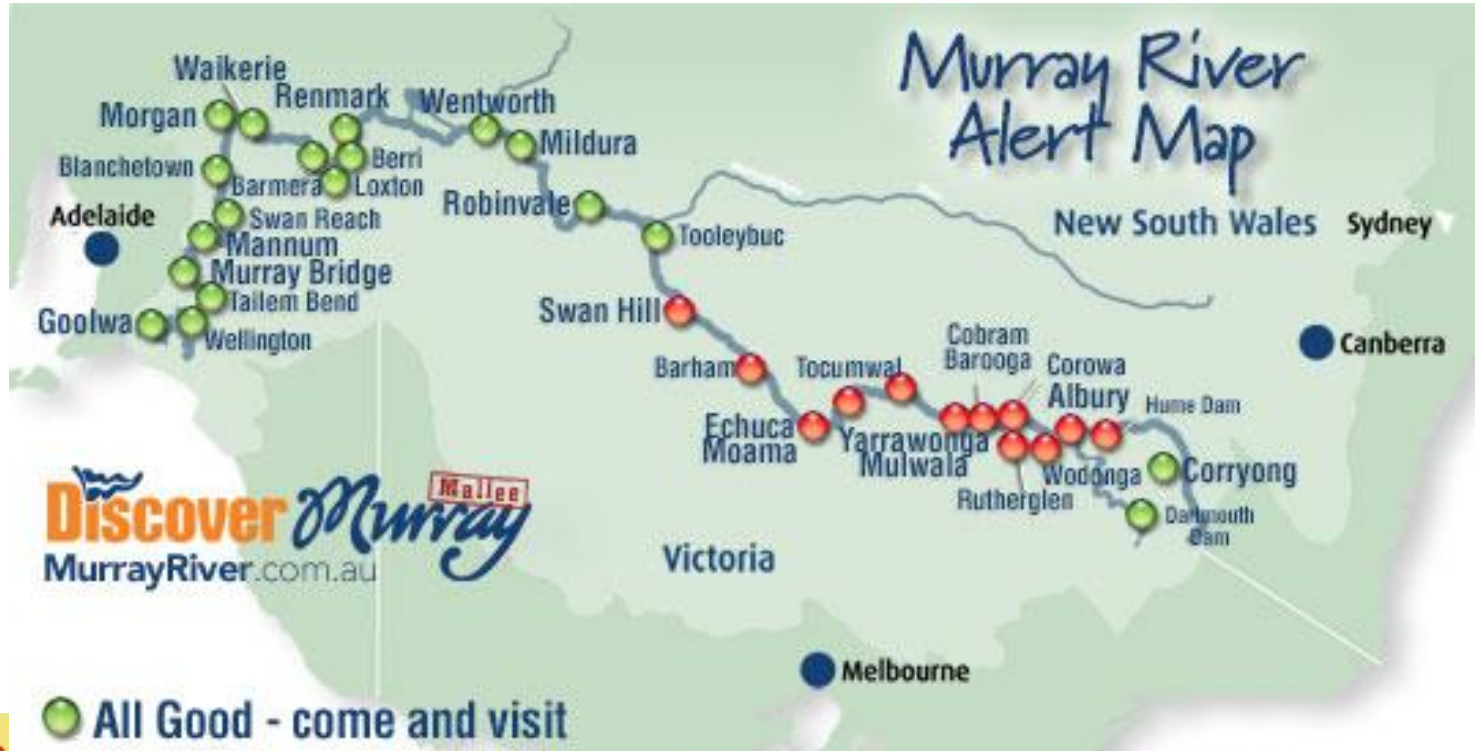 Murray River
Alert Map
Waikerie
Renmark
Wentworth
Morgan
Mildura
Blanchetown
Berri
Barmera
Loxton
Robinvale
Adelaide
Swan Reach
Tooleybuc
New South Wales
Sydney
Mannum
Murray Bridge
Tailem Bend
Goolwa
Wellington
Swan Hill
Canberra
Cobram
Barooga
Corowa
Barham
Tocumwal
Albury
Hume Dam
Echuca
Moama
Yarrawonga
Mulwala
Wodonga
Corryong
Rutherglen
Dartmouth
Dam
Mallee
Discover Murray
MurrayRiver.com.au
Victoria
Melbourne
All Good - come and visit